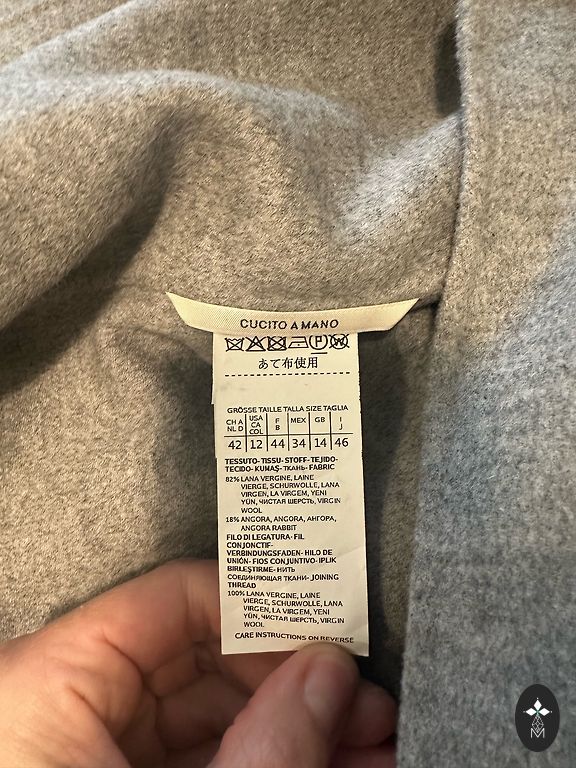 CUCITO A MANO
P W
あて布使用
GRÖSSE TAILLE TALLA SIZE TAGLIA
CH A NL D USA CA COL F B MEX GB I J
42 12 44 34 14 46
TESSUTO-TISSU-STOFF-TEJIDO-
TECIDO-KUMAŞ-ТКАНЬ-FABRIC
82% LANA VERGINE, LAINE
VIERGE, SCHURWOLLE, LANA
VIRGEN, LA VIRGEM, YENI
YÜN, ЧИСТАЯ ШЕРСТЬ, VIRGIN
WOOL
18% ANGORA, ANGORA, АНГОРА,
ANGORA RABBIT
FILO DI LEGATURA-FIL
CONJONCTIF-
VERBINDUNGSFADEN-HILO DE
UNIÓN-FIOS CONJUNTIVO-IPLIK
BIRLEŞTIRME-НИТЬ
СОЕДИНЯЮЩАЯ ТКАНИ-JOINING
THREAD
100% LANA VERGINE, LAINE
VIERGE, SCHURWOLLE, LANA
VIRGEN, LA VIRGEM, YENI
YÜN, ЧИСТАЯ ШЕРСТЬ, VIRGIN
WOOL
CARE INSTRUCTIONS ON REVERSE
M